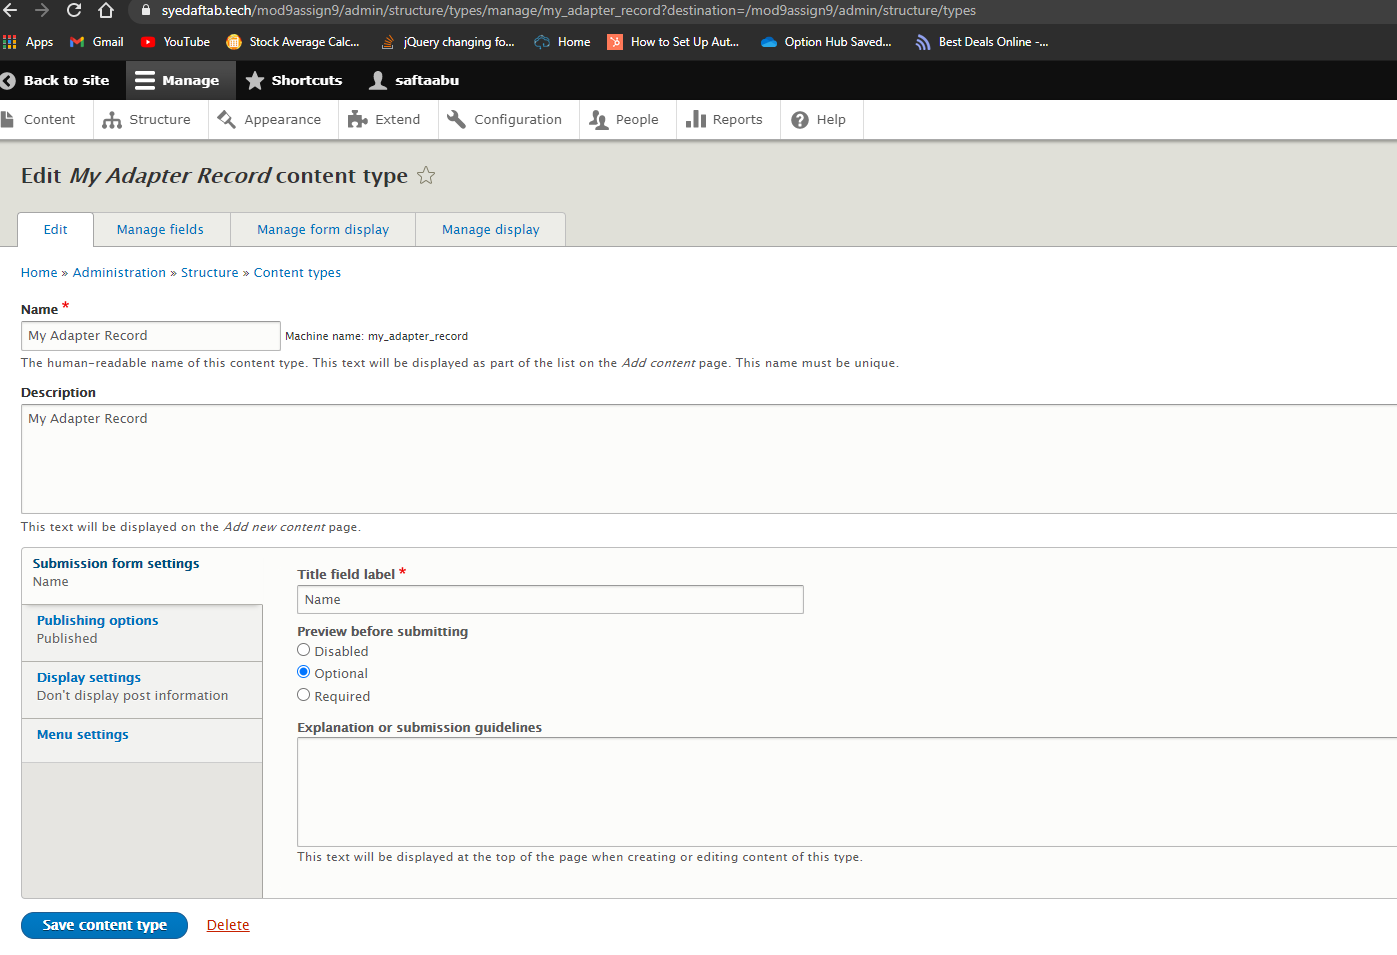 syedaftab.tech/mod9assign9/admin/structure/types/manage/my_adapter_record?destination=/mod9assign9/admin/structure/types
Apps Gmail YouTube Stock Average Calc... jQuery changing fo... Home How to Set Up Aut... Option Hub Saved... Best Deals Online -...
Back to site Manage Shortcuts saftaabu
Content Structure Appearance Extend Configuration People Reports Help
Edit My Adapter Record content type
Edit Manage fields Manage form display Manage display
Home » Administration » Structure » Content types
Name *
My Adapter Record Machine name: my_adapter_record
The human-readable name of this content type. This text will be displayed as part of the list on the Add content page. This name must be unique.
Description
My Adapter Record
This text will be displayed on the Add new content page.
Submission form settings
Name
Publishing options
Published
Display settings
Don't display post information
Menu settings
Title field label *
Name
Preview before submitting
Disabled
Optional
Required
Explanation or submission guidelines
This text will be displayed at the top of the page when creating or editing content of this type.
Save content type Delete